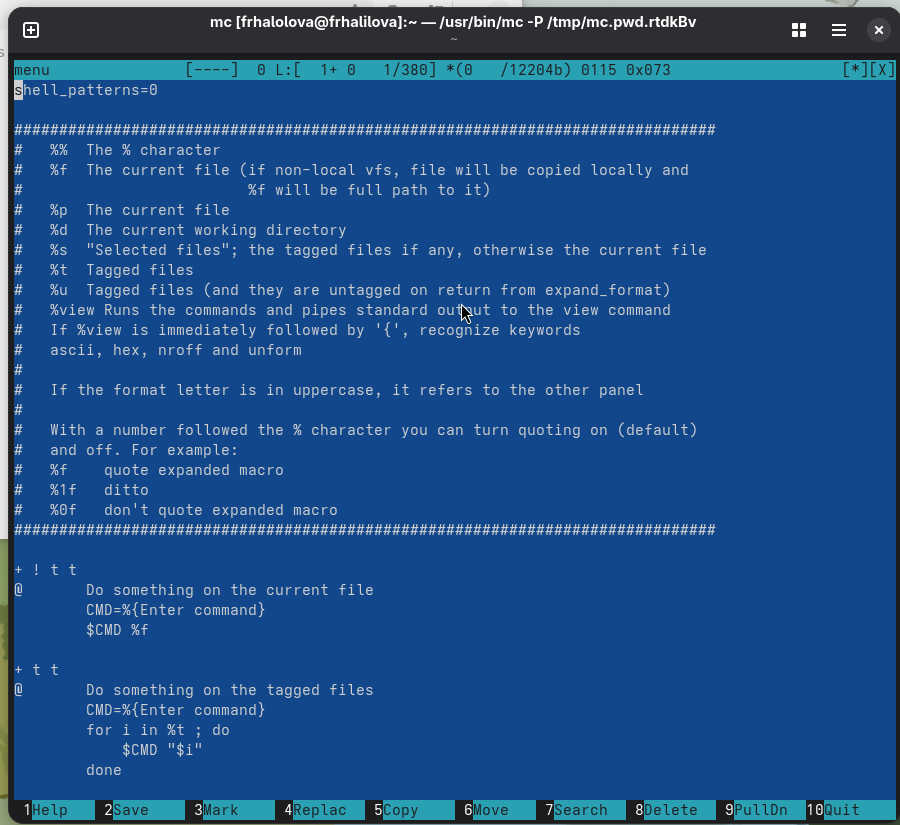 mc [frhalolova@frhalilova]:~ — /usr/bin/mc -P /tmp/mc.pwd.rtdkBv
~
menu               [----]  0 L:[  1+ 0   1/380] *(0   /12204b) 0115 0x073                   [*][X]
shell_patterns=0
##############################################################################
#   %%  The % character
#   %f  The current file (if non-local vfs, file will be copied locally and
#                         %f will be full path to it)
#   %p  The current file
#   %d  The current working directory
#   %s  "Selected files"; the tagged files if any, otherwise the current file
#   %t  Tagged files
#   %u  Tagged files (and they are untagged on return from expand_format)
#   %view Runs the commands and pipes standard output to the view command
#   If %view is immediately followed by '{', recognize keywords
#   ascii, hex, nroff and unform
#
#   If the format letter is in uppercase, it refers to the other panel
#
#   With a number followed the % character you can turn quoting on (default)
#   and off. For example:
#   %f    quote expanded macro
#   %1f   ditto
#   %0f   don't quote expanded macro
##############################################################################
+ ! t t
@       Do something on the current file
        CMD=%{Enter command}
        $CMD %f
+ t t
@       Do something on the tagged files
        CMD=%{Enter command}
        for i in %t ; do
            $CMD "$i"
        done
1Help 2Save 3Mark 4Replac 5Copy 6Move 7Search 8Delete 9PullDn 10Quit